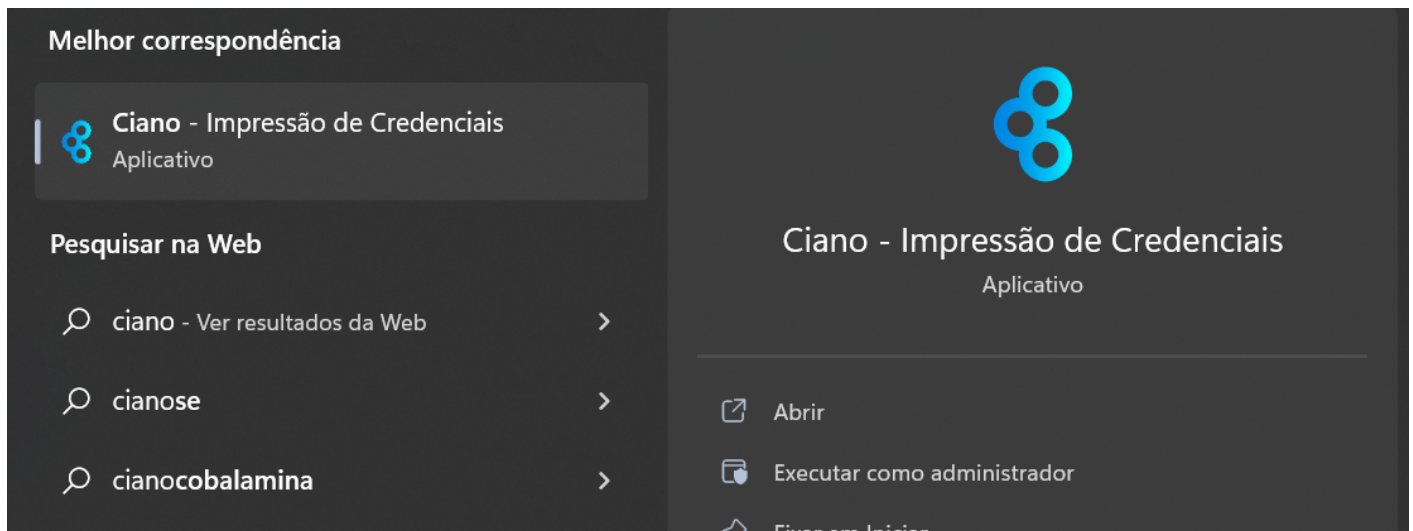 Melhor correspondência
Ciano - Impressão de Credenciais
Aplicativo
Pesquisar na Web
ciano - Ver resultados da Web
cianose
cianocobalamina
Ciano - Impressão de Credenciais
Aplicativo
Abrir
Executar como administrador